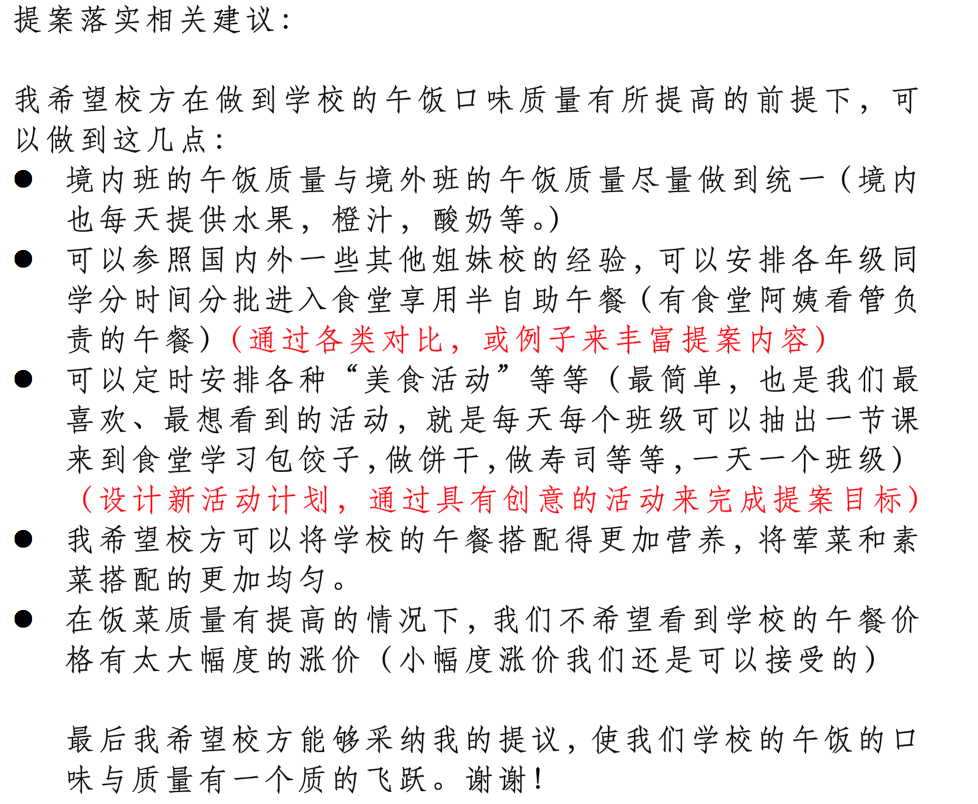 提案落实相关建议：
我希望校方在做到学校的午饭口味质量有所提高的前提下，可
以做到这几点：
● 境内班的午饭质量与境外班的午饭质量尽量做到统一（境内
也每天提供水果，橙汁，酸奶等。）
● 可以参照国内外一些其他姐妹校的经验，可以安排各年级同
学分时间分批进入食堂享用半自助午餐（有食堂阿姨看管负
责的午餐）（通过各类对比，或例子来丰富提案内容）
● 可以定时安排各种“美食活动”等等（最简单，也是我们最
喜欢、最想看到的活动，就是每天每个班级可以抽出一节课
来到食堂学习包饺子,做饼干,做寿司等等,一天一个班级）
（设计新活动计划，通过具有创意的活动来完成提案目标）
● 我希望校方可以将学校的午餐搭配得更加营养，将荤菜和素
菜搭配的更加均匀。
● 在饭菜质量有提高的情况下，我们不希望看到学校的午餐价
格有太大幅度的涨价（小幅度涨价我们还是可以接受的）
最后我希望校方能够采纳我的提议，使我们学校的午饭的口
味与质量有一个质的飞跃。谢谢！